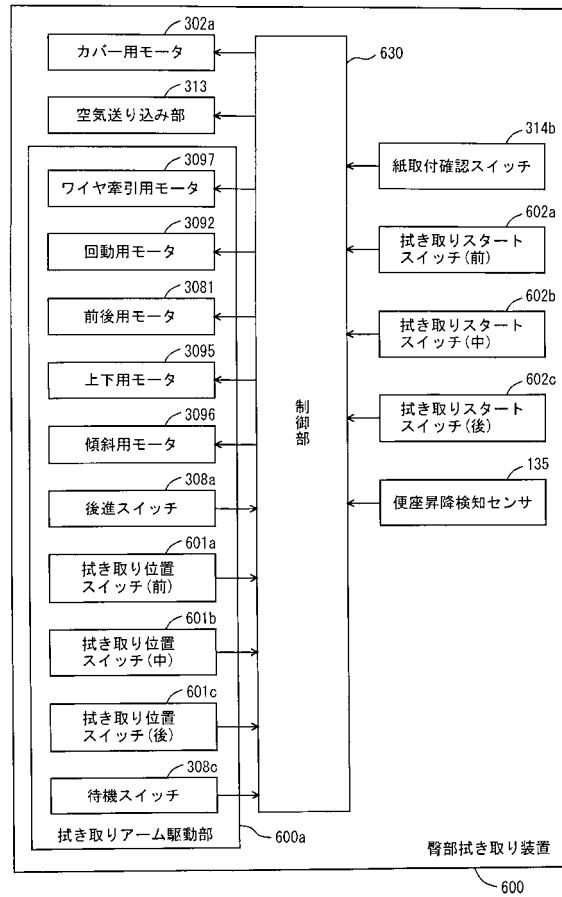 302a
カバー用モータ
313
空気送り込み部
3097
ワイヤ牽引用モータ
3092
回動用モータ
3081
前後用モータ
3095
上下用モータ
3096
傾斜用モータ
308a
後進スイッチ
601a
拭き取り位置
スイッチ(前)
601b
拭き取り位置
スイッチ(中)
601c
拭き取り位置
スイッチ(後)
308c
待機スイッチ
拭き取りアーム駆動部
600a
制御部
630
314b
紙取付確認スイッチ
602a
拭き取りスタート
スイッチ(前)
602b
拭き取りスタート
スイッチ(中)
602c
拭き取りスタート
スイッチ(後)
135
便座昇降検知センサ
臀部拭き取り装置
600